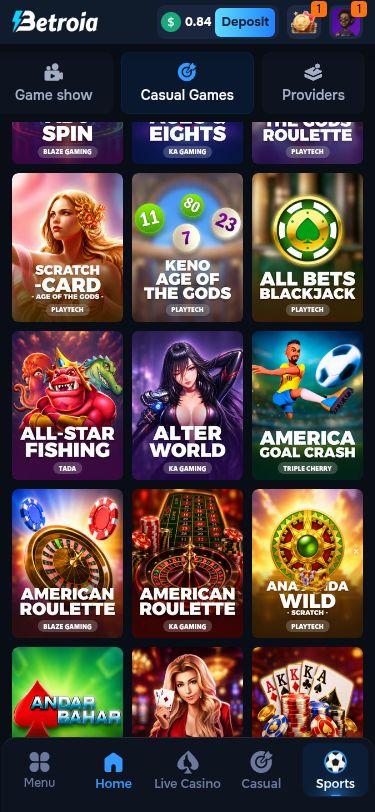 Betroia
$ 0.84 Deposit
1
1
Game show
Casual Games
Providers
SPIN
BLAZE GAMING
EIGHTS
KA GAMING
ROULETTE
PLAYTECH
SCRATCH
-CARD
- AGE OF THE GODS -
PLAYTECH
11
80
23
7
KENO
AGE OF
THE GODS
PLAYTECH
ALL BETS
BLACKJACK
PLAYTECH
ALL-STAR
FISHING
TADA
ALTER
WORLD
KA GAMING
AMERICA
GOAL CRASH
TRIPLE CHERRY
AMERICAN
ROULETTE
BLAZE GAMING
AMERICAN
ROULETTE
KA GAMING
WILD
- SCRATCH -
PLAYTECH
ANDAR
BAHAR
A K K A
Menu
Home
Live Casino
Casual
Sports